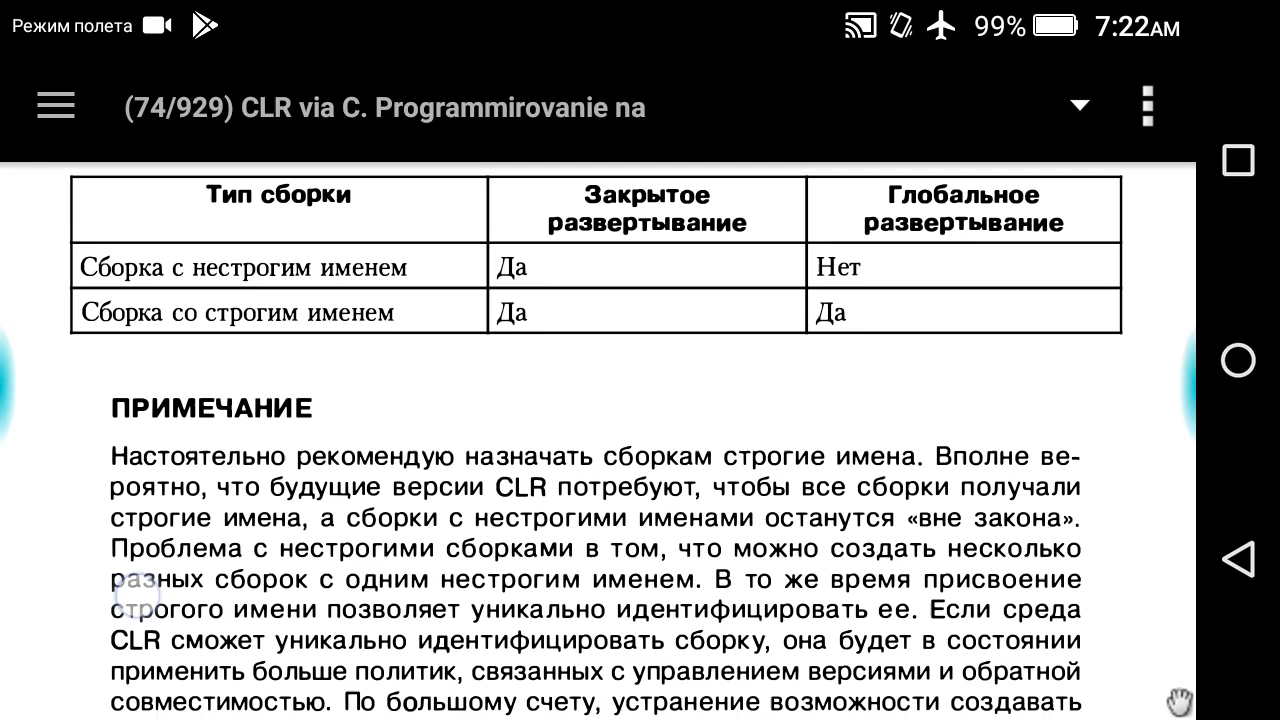 Режим полета 99% 7:22AM
(74/929) CLR via C. Programmirovanie na
Тип сборки Закрытое развертывание Глобальное развертывание
Сборка с нестрогим именем Да Нет
Сборка со строгим именем Да Да
ПРИМЕЧАНИЕ
Настоятельно рекомендую назначать сборкам строгие имена. Вполне ве-
роятно, что будущие версии CLR потребуют, чтобы все сборки получали
строгие имена, а сборки с нестрогими именами останутся «вне закона».
Проблема с нестрогими сборками в том, что можно создать несколько
разных сборок с одним нестрогим именем. В то же время присвоение
строгого имени позволяет уникально идентифицировать ее. Если среда
CLR сможет уникально идентифицировать сборку, она будет в состоянии
применить больше политик, связанных с управлением версиями и обратной
совместимостью. По большому счету, устранение возможности создавать